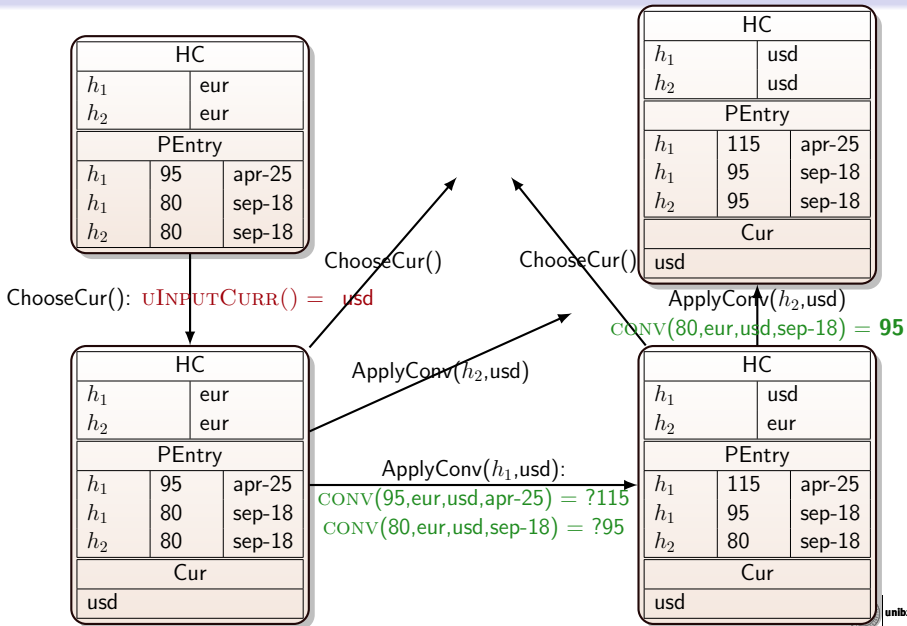 HC
h₁ eur
h₂ eur
PEntry
h₁ 95 apr-25
h₁ 80 sep-18
h₂ 80 sep-18
ChooseCur(): uInputCurr() = usd
HC
h₁ eur
h₂ eur
PEntry
h₁ 95 apr-25
h₁ 80 sep-18
h₂ 80 sep-18
Cur
usd
ChooseCur()
ApplyConv(h₂,usd)
ApplyConv(h₁,usd):
conv(95,eur,usd,apr-25) = ?115
conv(80,eur,usd,sep-18) = ?95
ChooseCur()
HC
h₁ usd
h₂ usd
PEntry
h₁ 115 apr-25
h₁ 95 sep-18
h₂ 95 sep-18
Cur
usd
ApplyConv(h₂,usd)
conv(80,eur,usd,sep-18) = 95
HC
h₁ usd
h₂ eur
PEntry
h₁ 115 apr-25
h₁ 95 sep-18
h₂ 80 sep-18
Cur
usd